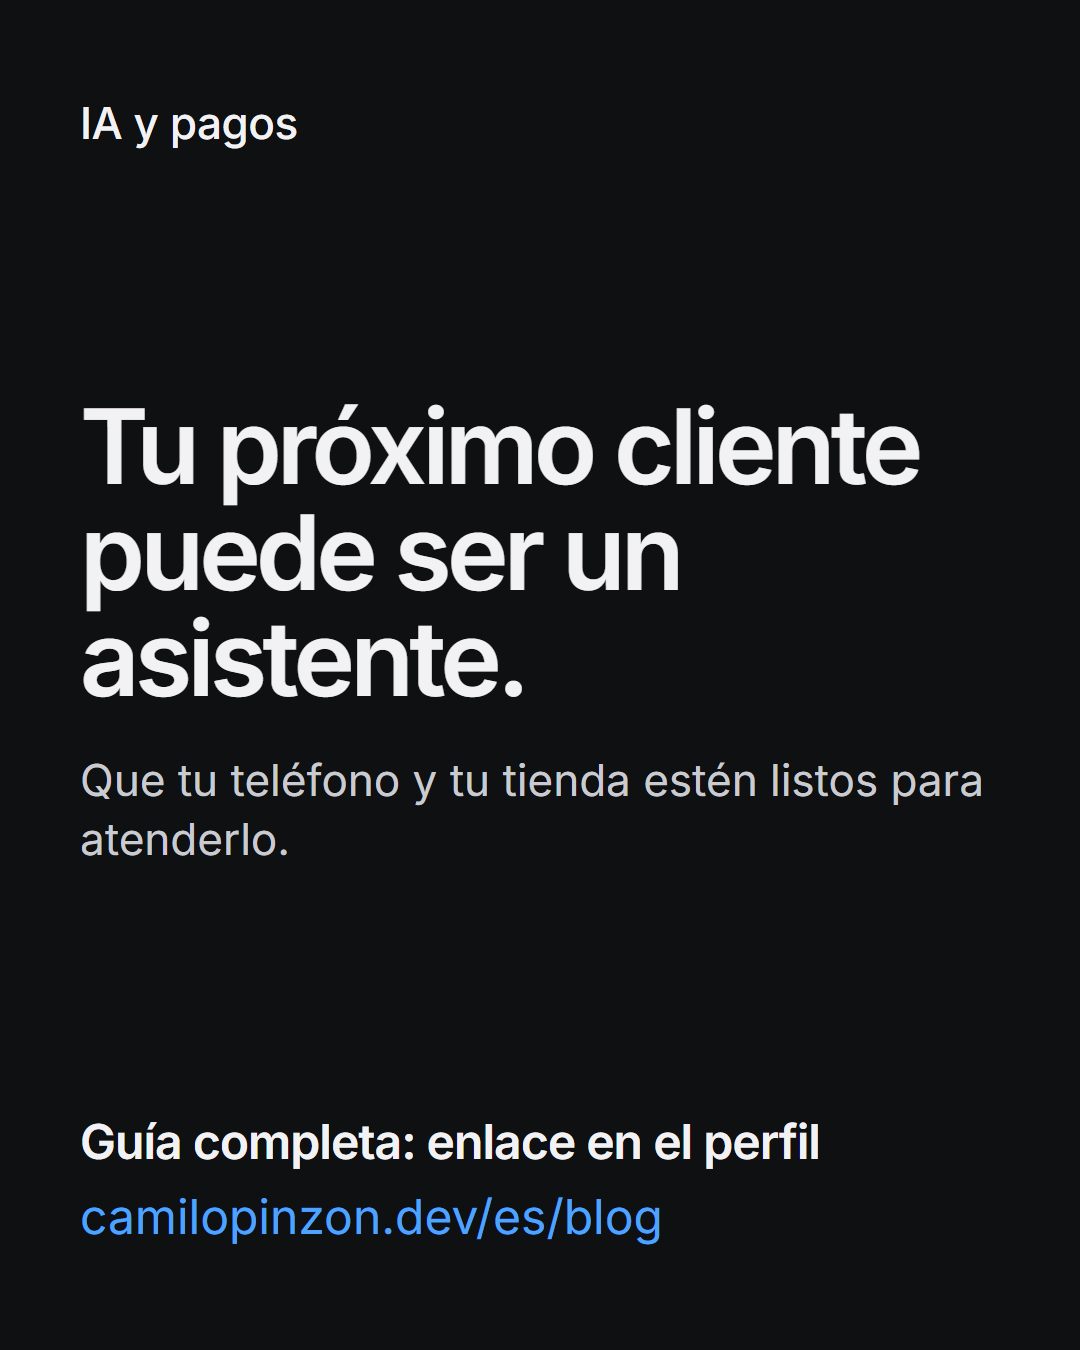 IA y pagos
Tu próximo cliente
puede ser un
asistente.
Que tu teléfono y tu tienda estén listos para
atenderlo.
Guía completa: enlace en el perfil
camilopinzon.dev/es/blog